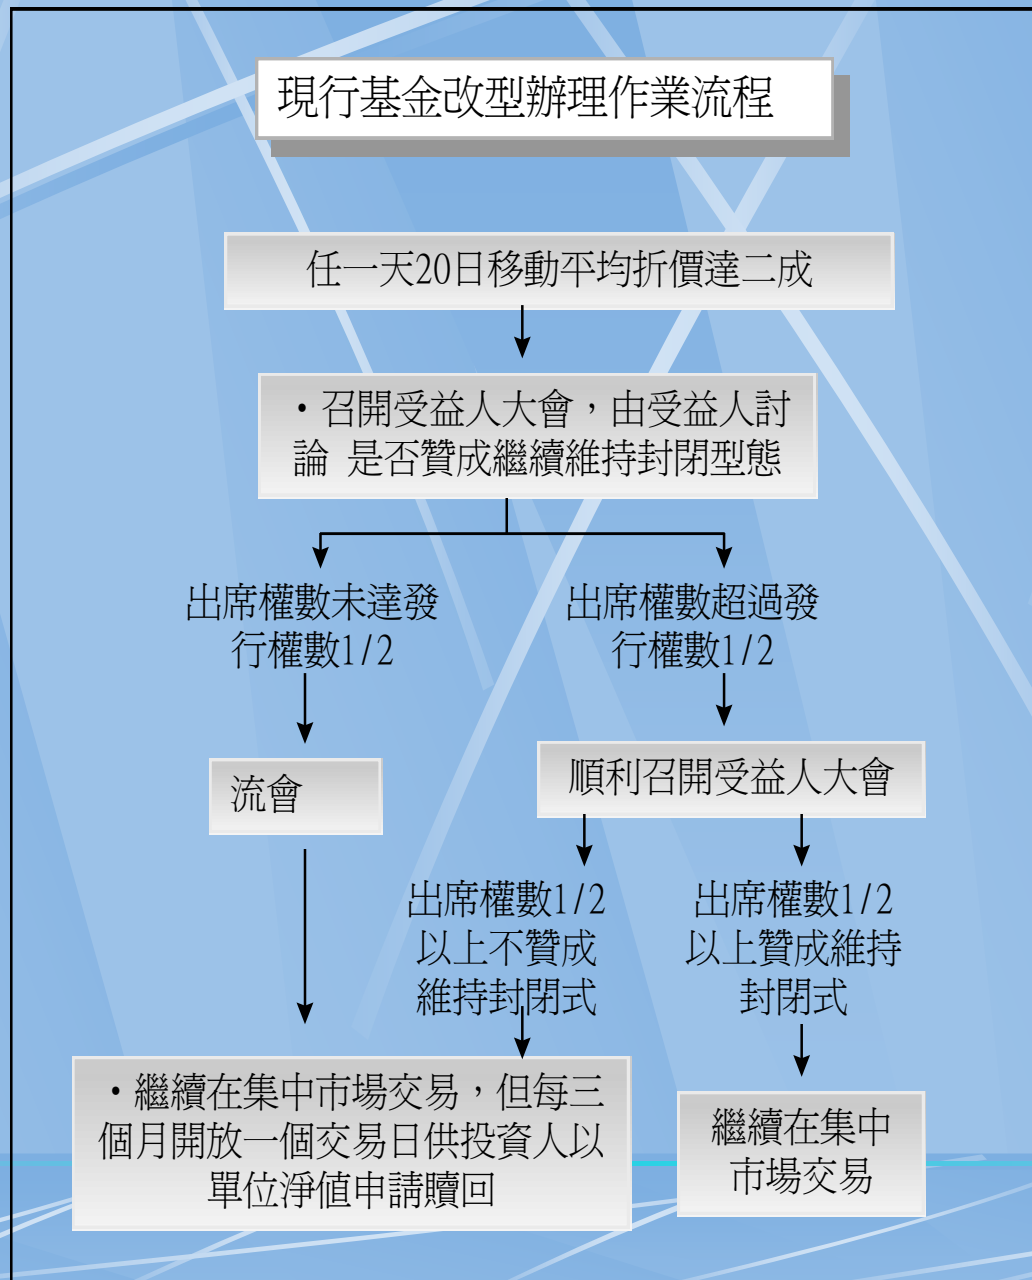 現行基金改型辦理作業流程
任一天20日移動平均折價達二成
・召開受益人大會，由受益人討
論 是否贊成繼續維持封閉型態
出席權數未達發
行權數1/2
出席權數超過發
行權數1/2
流會
順利召開受益人大會
出席權數1/2
以上不贊成
維持封閉式
出席權數1/2
以上贊成維持
封閉式
・繼續在集中市場交易，但每三
個月開放一個交易日供投資人以
單位淨值申請贖回
繼續在集中
市場交易